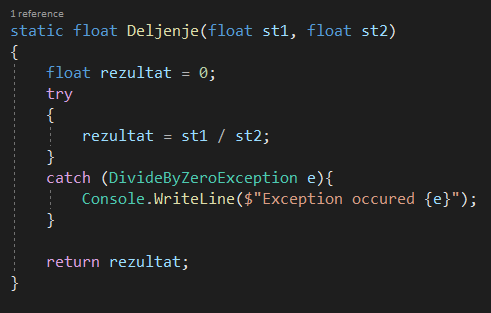 1 reference
static float Deljenje(float st1, float st2)
{
float rezultat = 0;
try
{
rezultat = st1 / st2;
}
catch (DivideByZeroException e){
Console.WriteLine($"Exception occured {e}");
}
return rezultat;
}